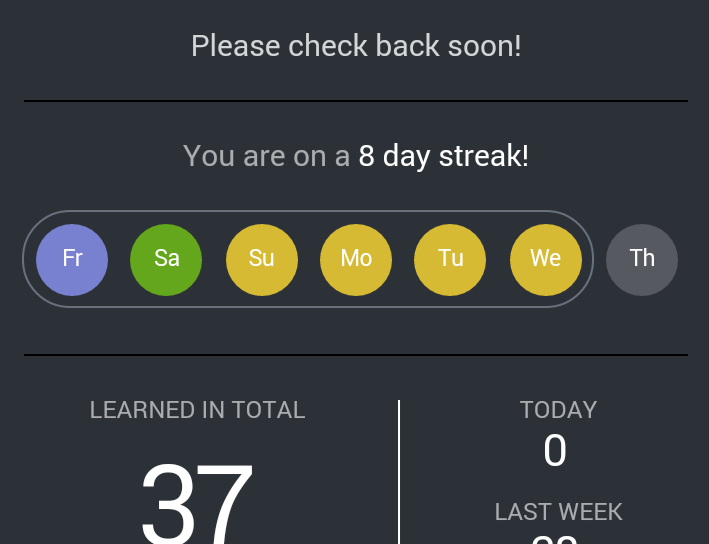 Please check back soon!
You are on a 8 day streak!
Fr Sa Su Mo Tu We Th
LEARNED IN TOTAL
37
TODAY
0
LAST WEEK